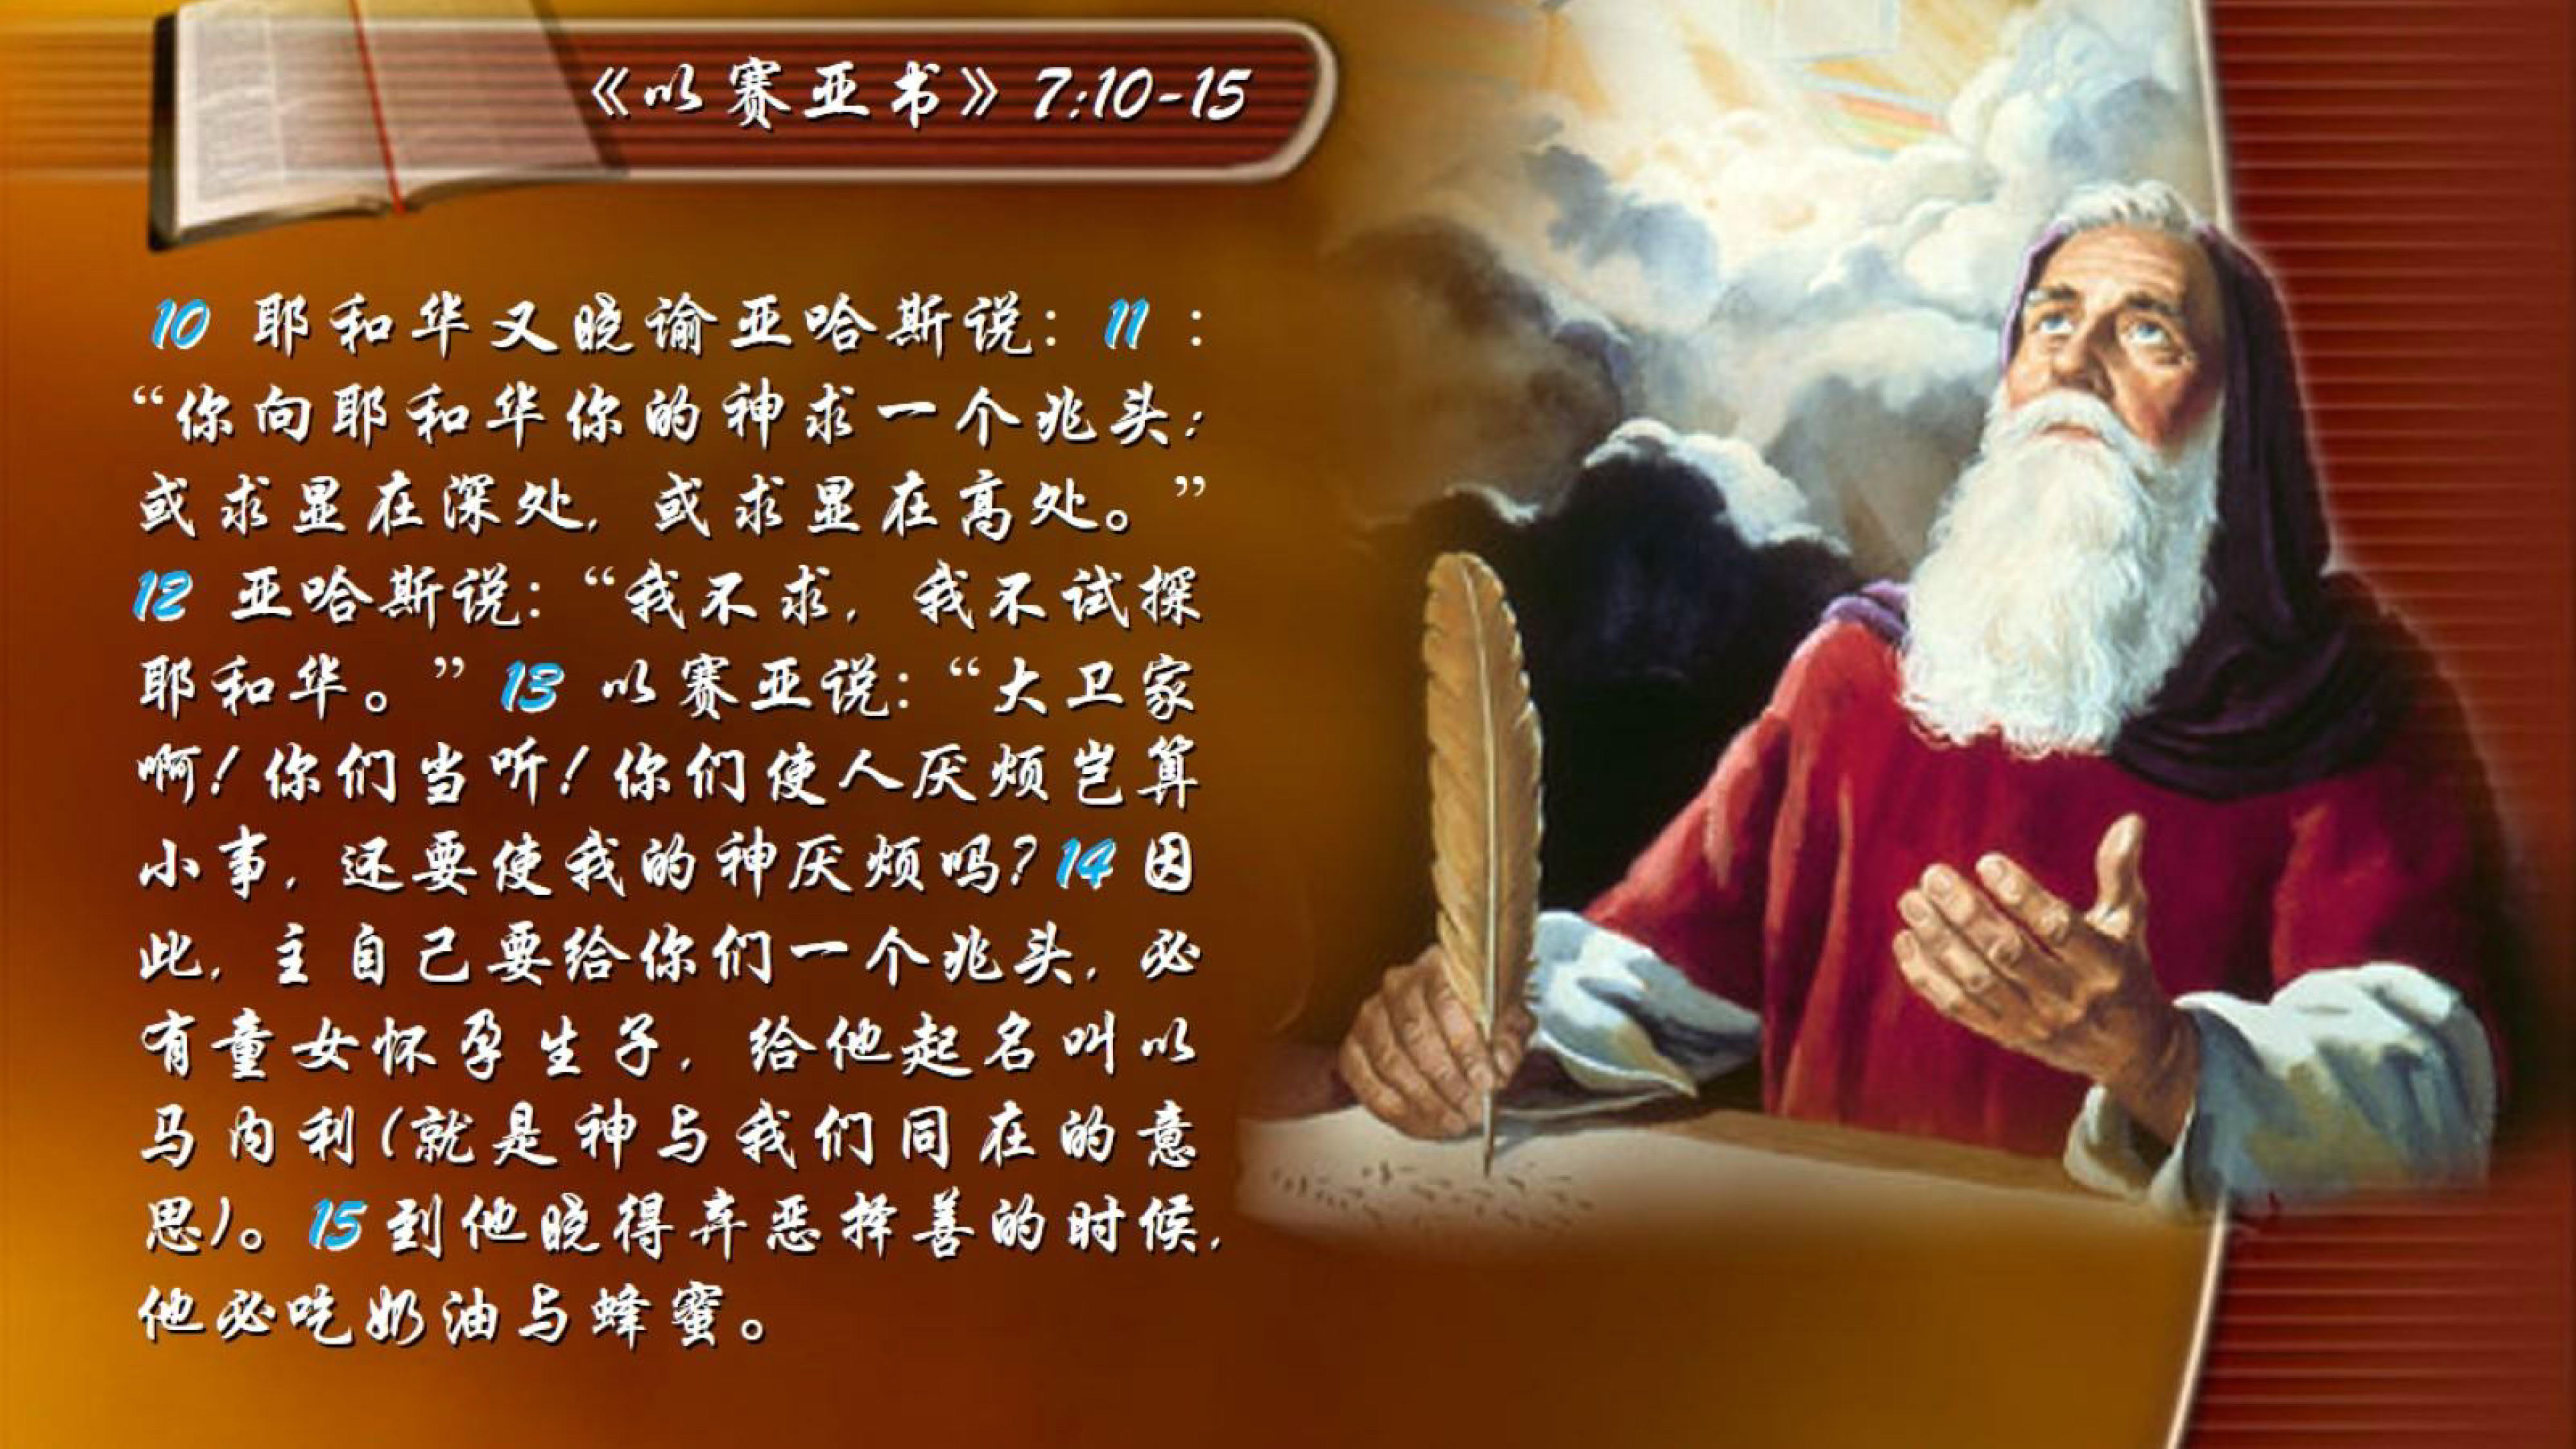 《以赛亚书》7:10-15
10 耶和华又晓谕亚哈斯说：11：
“你向耶和华你的神求一个兆头：
或求显在深处，或求显在高处。”
12 亚哈斯说：“我不求，我不试探
耶和华。”13 以赛亚说：“大卫家
啊！你们当听！你们使人厌烦岂算
小事，还要使我的神厌烦吗？14 因
此，主自己要给你们一个兆头，必
有童女怀孕生子，给他起名叫以
马内利(就是神与我们同在的意
思)。15 到他晓得弃恶择善的时候，
他必吃奶油与蜂蜜。